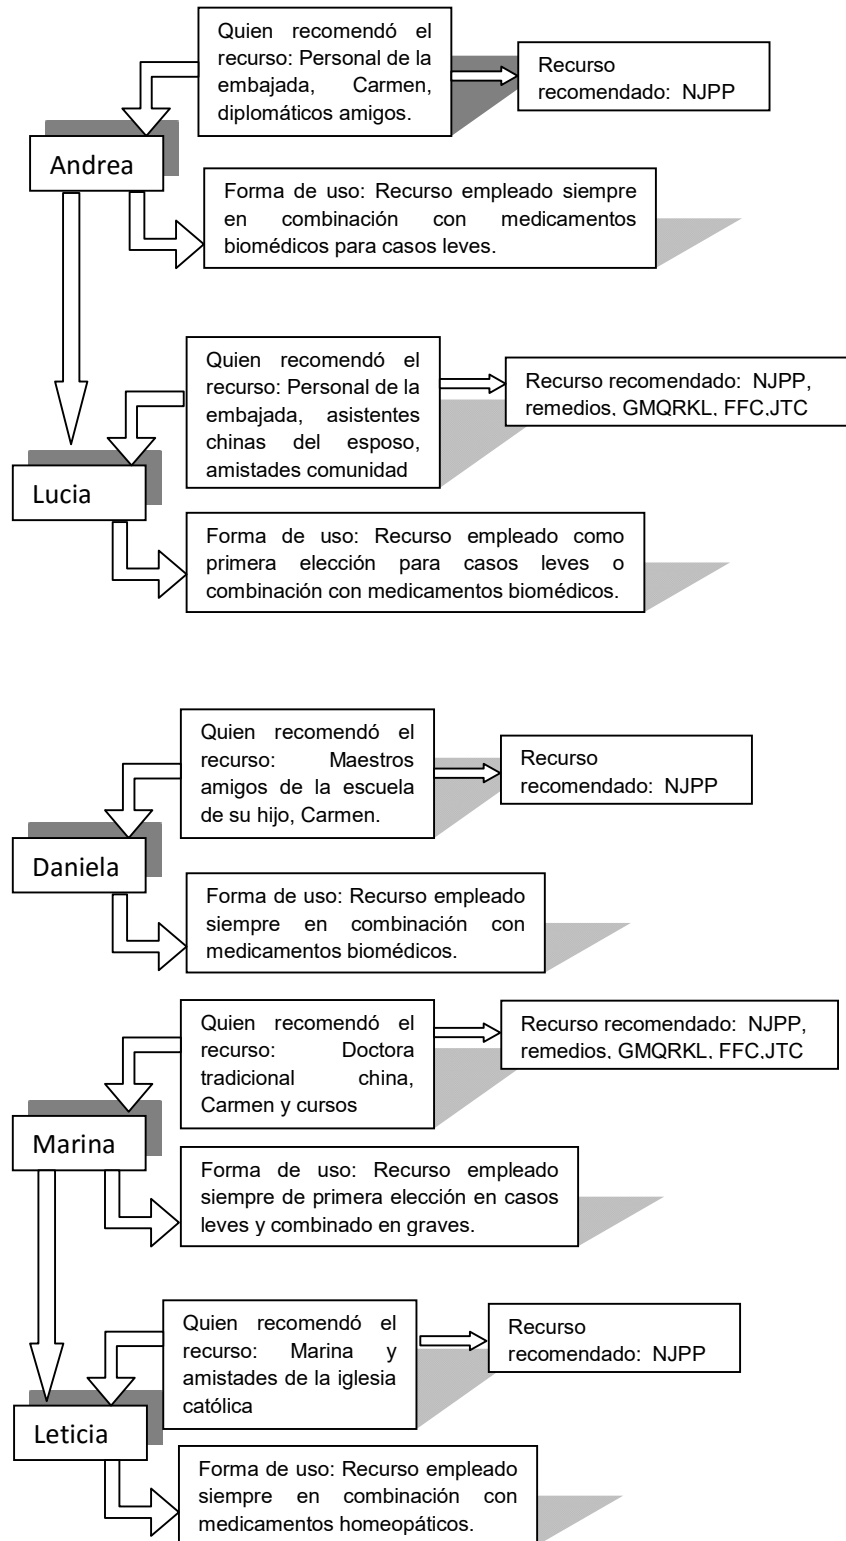 Quien recomendó el
recurso: Personal de la
embajada, Carmen,
diplomáticos amigos.
Recurso
recomendado: NJPP
Andrea
Forma de uso: Recurso empleado siempre
en combinación con medicamentos
biomédicos para casos leves.
Quien recomendó el
recurso: Personal de la
embajada, asistentes
chinas del esposo,
amistades comunidad
Recurso recomendado: NJPP,
remedios, GMQRKL, FFC,JTC
Lucia
Forma de uso: Recurso empleado como
primera elección para casos leves o
combinación con medicamentos biomédicos.
Quien recomendó el
recurso: Maestros
amigos de la escuela
de su hijo, Carmen.
Recurso
recomendado: NJPP
Daniela
Forma de uso: Recurso empleado
siempre en combinación con
medicamentos biomédicos.
Quien recomendó el
recurso: Doctora
tradicional china,
Carmen y cursos
Recurso recomendado: NJPP,
remedios, GMQRKL, FFC,JTC
Marina
Forma de uso: Recurso empleado
siempre de primera elección en casos
leves y combinado en graves.
Quien recomendó el
recurso: Marina y
amistades de la iglesia
católica
Recurso
recomendado: NJPP
Leticia
Forma de uso: Recurso empleado
siempre en combinación con
medicamentos homeopáticos.